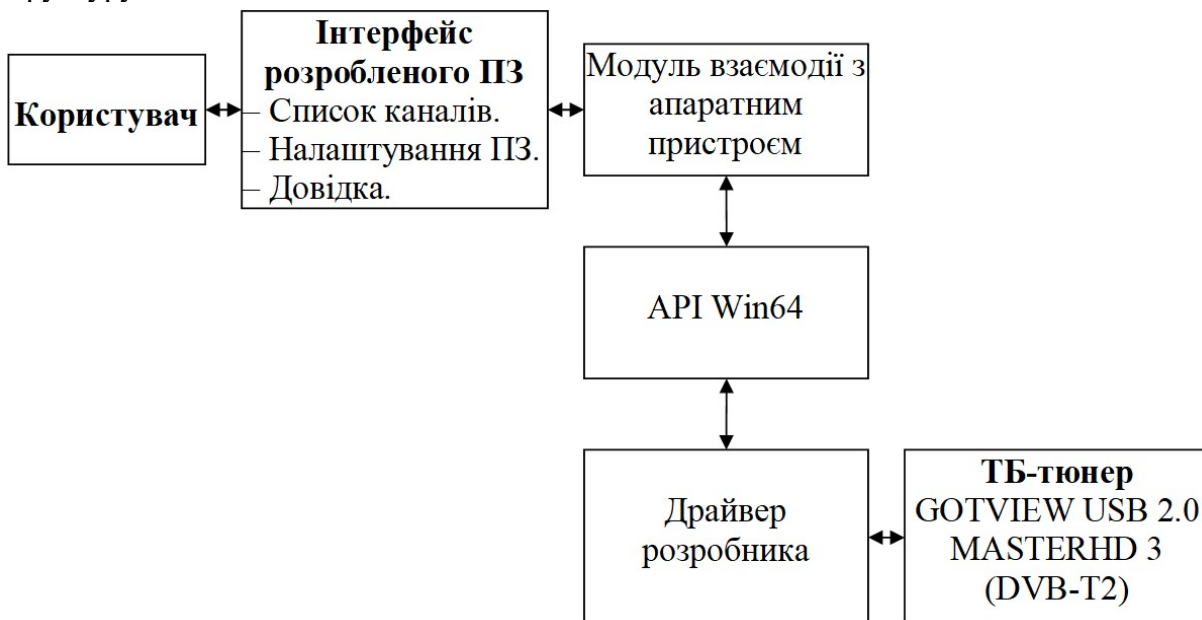 Користувач
Інтерфейс
розробленого ПЗ
– Список каналів.
– Налаштування ПЗ.
– Довідка.
Модуль взаємодії з
апаратним
пристроєм
API Win64
Драйвер
розробника
ТБ-тюнер
GOTVIEW USB 2.0
MASTERHD 3
(DVB-T2)